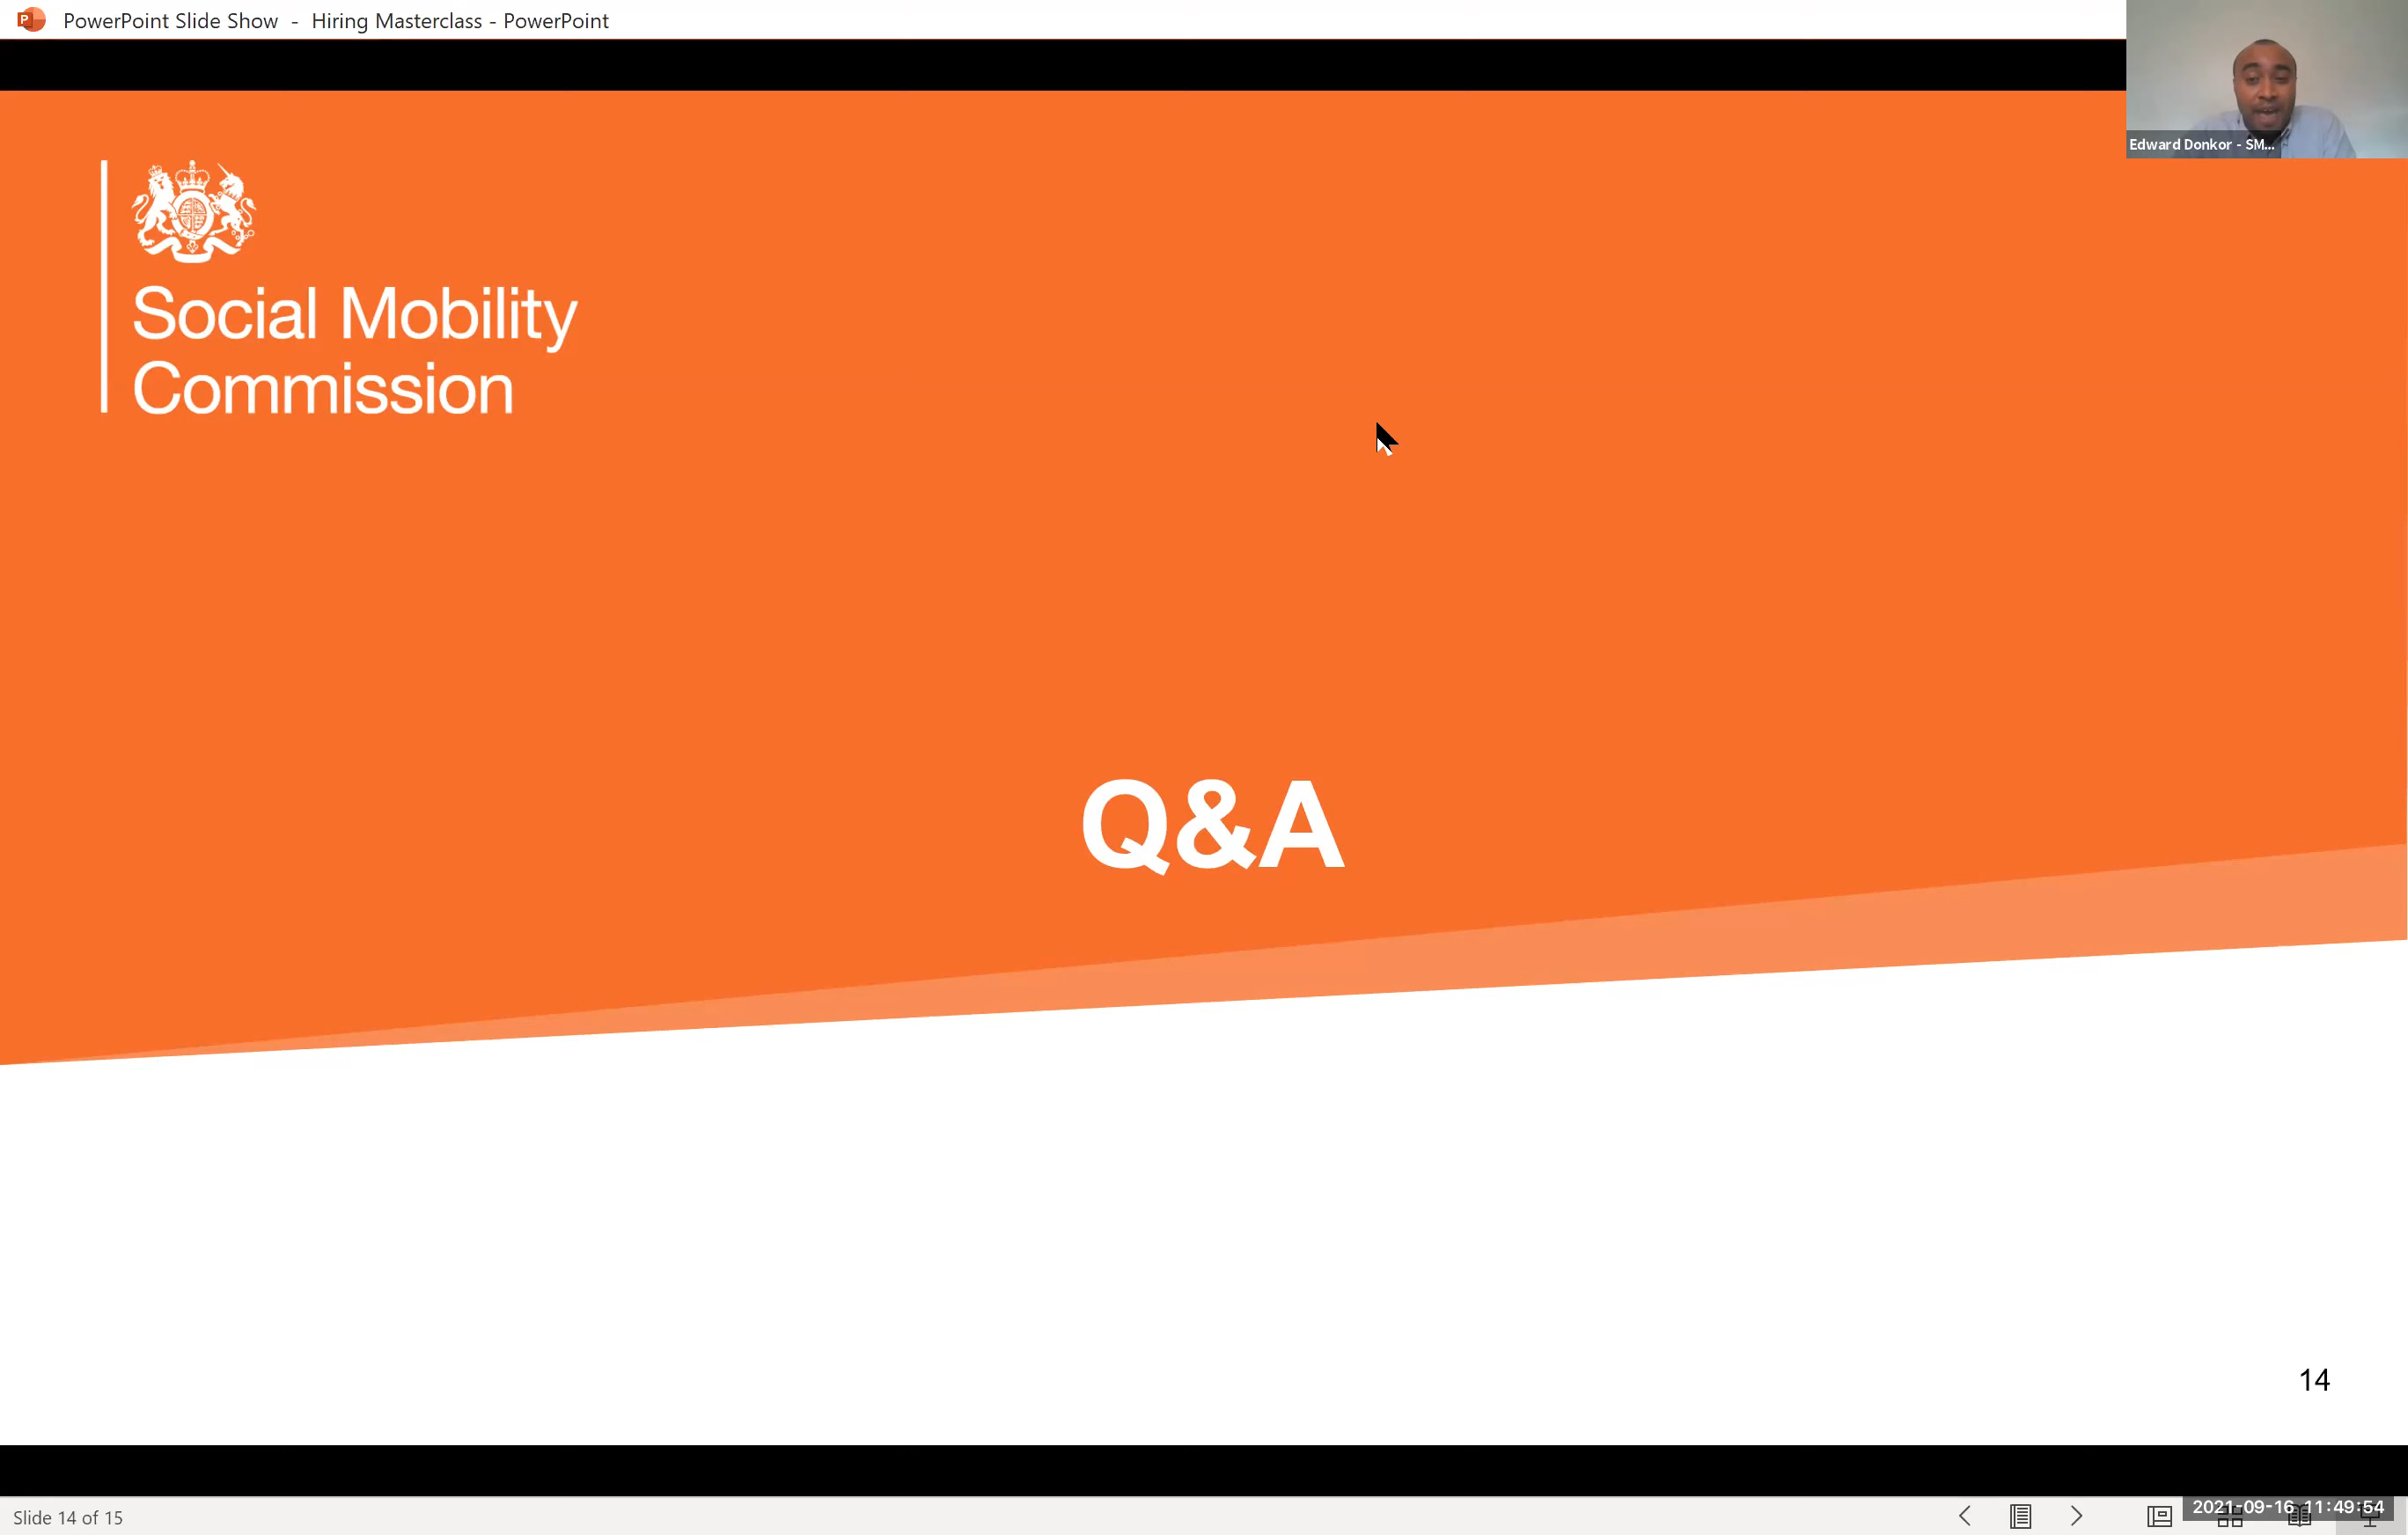 PowerPoint Slide Show - Hiring Masterclass - PowerPoint
Edward Donkor - SM...
Social Mobility
Commission
Q&A
14
Slide 14 of 15
2021-09-16 11:49:54